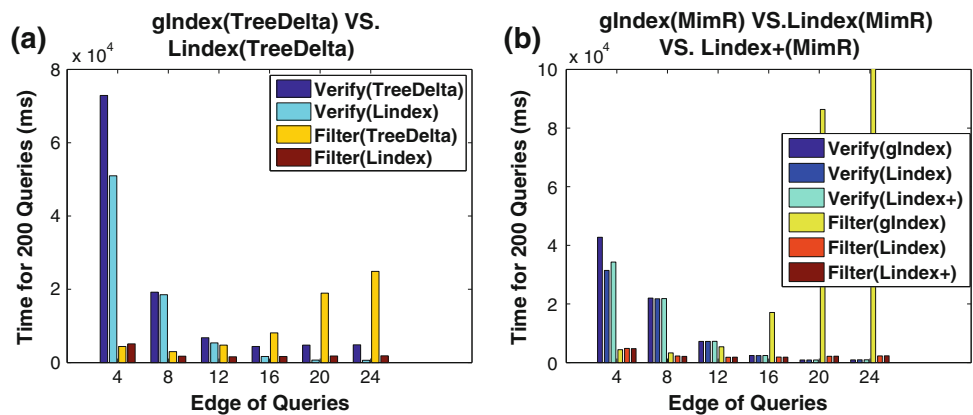 (a)
gIndex(TreeDelta) VS.
Lindex(TreeDelta)
x 10^4
8
6
4
2
0
Time for 200 Queries (ms)
Verify(TreeDelta)
Verify(Lindex)
Filter(TreeDelta)
Filter(Lindex)
4 8 12 16 20 24
Edge of Queries
(b)
gIndex(MimR) VS.Lindex(MimR)
VS. Lindex+(MimR)
x 10^4
10
8
6
4
2
0
Time for 200 Queries (ms)
Verify(gIndex)
Verify(Lindex)
Verify(Lindex+)
Filter(gIndex)
Filter(Lindex)
Filter(Lindex+)
4 8 12 16 20 24
Edge of Queries